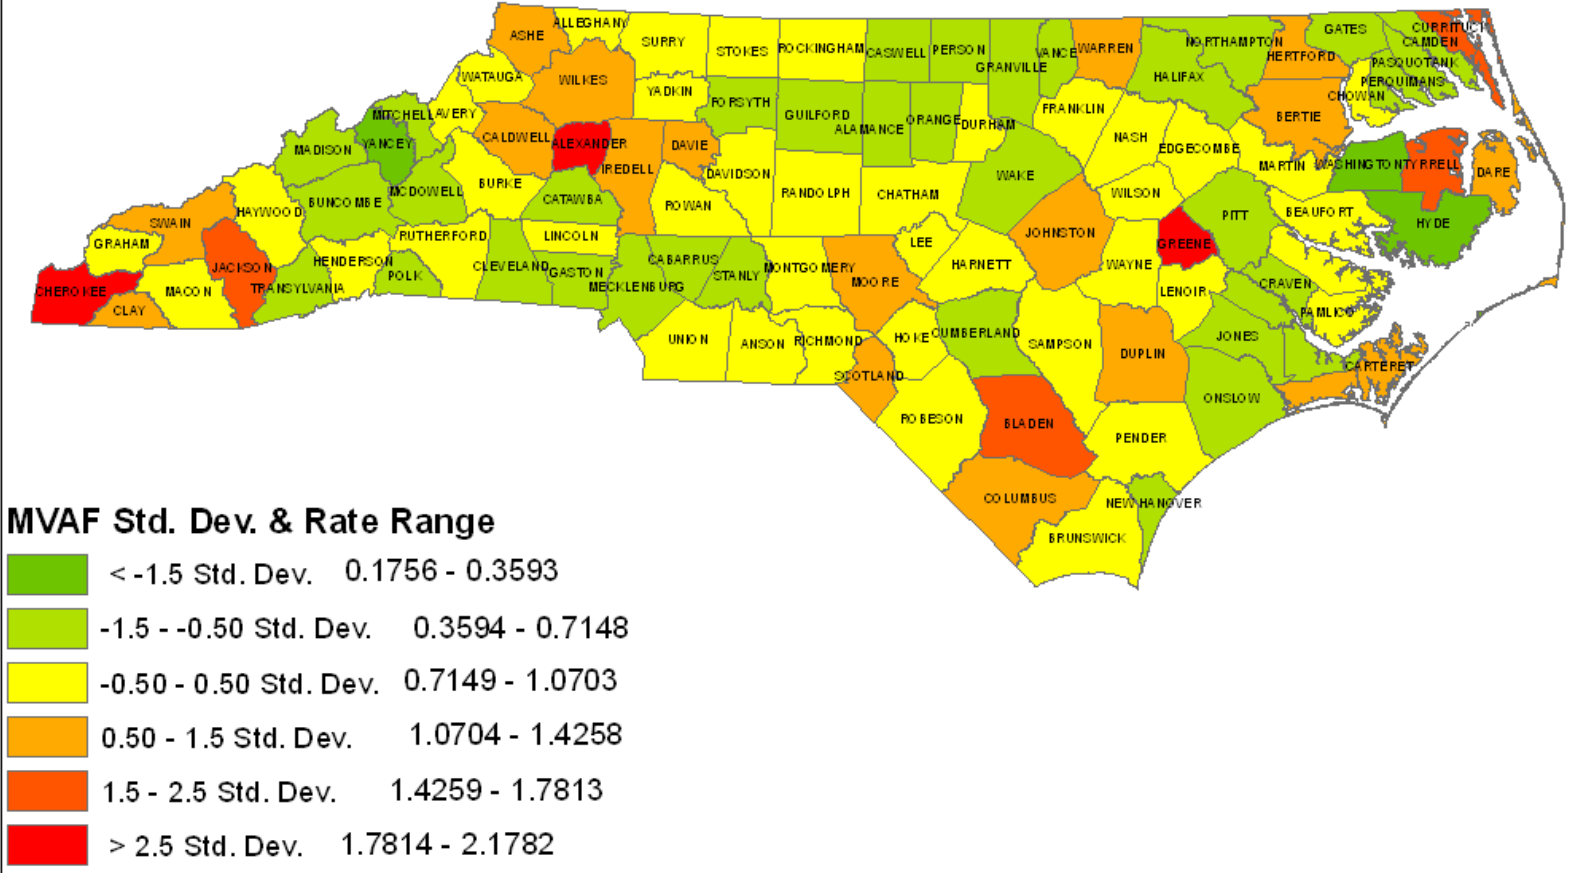 ALLEGHANY
ASHE
SURRY
STOKES
ROCKINGHAM
CASWELL
PERSON
GRANVILLE
VANCE
WARREN
NORTHAMPTON
HALIFAX
HERTFORD
GATES
CURRITUCK
CAMDEN
PASQUOTANK
PERQUIMANS
CHOWAN
WATAUGA
WILKES
YADKIN
FORSYTH
GUILFORD
ALAMANCE
ORANGE
DURHAM
FRANKLIN
NASH
EDGECOMBE
BERTIE
MARTIN
WASHINGTON
TYRRELL
DARE
MITCHELL
AVERY
YANCEY
MADISON
CALDWELL
ALEXANDER
IREDELL
DAVIE
DAVIDSON
RANDOLPH
CHATHAM
WAKE
WILSON
PITT
BEAUFORT
HYDE
MCDOWELL
BURKE
BUNCOMBE
CATAWBA
ROWAN
HAYWOOD
SWAIN
GRAHAM
RUTHERFORD
LINCOLN
LEE
JOHNSTON
GREENE
CHEROKEE
JACKSON
MACON
CLAY
HENDERSON
TRANSYLVANIA
POLK
CLEVELAND
GASTON
MECKLENBURG
CABARRUS
STANLY
MONTGOMERY
MOORE
HARNETT
WAYNE
LENOIR
CRAVEN
PAMLICO
UNION
ANSON
RICHMOND
HOKE
CUMBERLAND
SAMPSON
DUPLIN
JONES
CARTERET
SCOTLAND
ONSLOW
ROBESON
BLADEN
PENDER
COLUMBUS
NEW HANOVER
BRUNSWICK
MVAF Std. Dev. & Rate Range
< -1.5 Std. Dev. 0.1756 - 0.3593
-1.5 - -0.50 Std. Dev. 0.3594 - 0.7148
-0.50 - 0.50 Std. Dev. 0.7149 - 1.0703
0.50 - 1.5 Std. Dev. 1.0704 - 1.4258
1.5 - 2.5 Std. Dev. 1.4259 - 1.7813
> 2.5 Std. Dev. 1.7814 - 2.1782